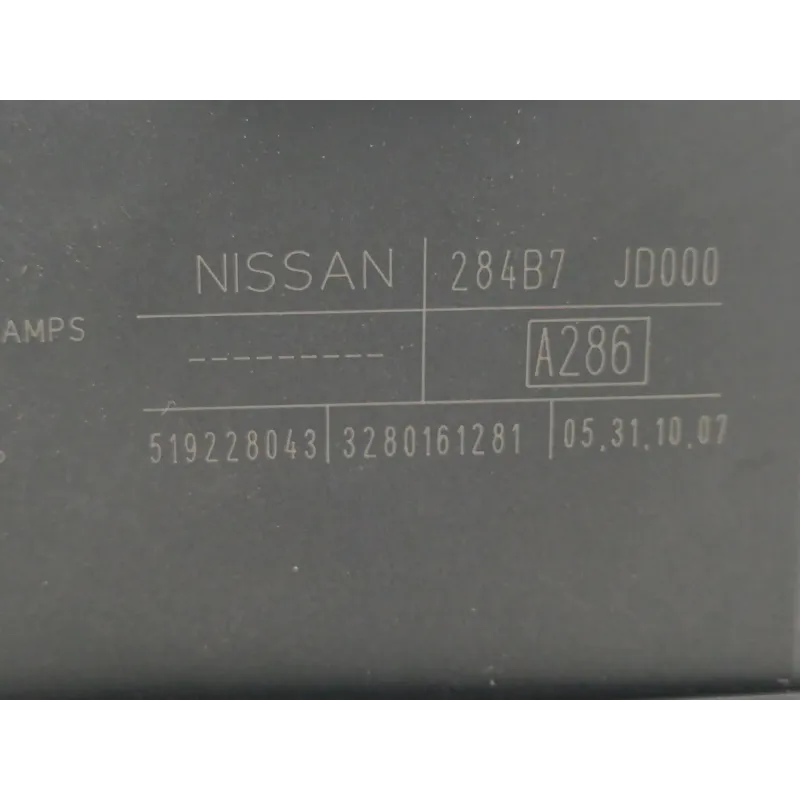 NISSAN 284B7 JD000
AMPS
--------- A286
519228043 3280161281 05.31.10.07